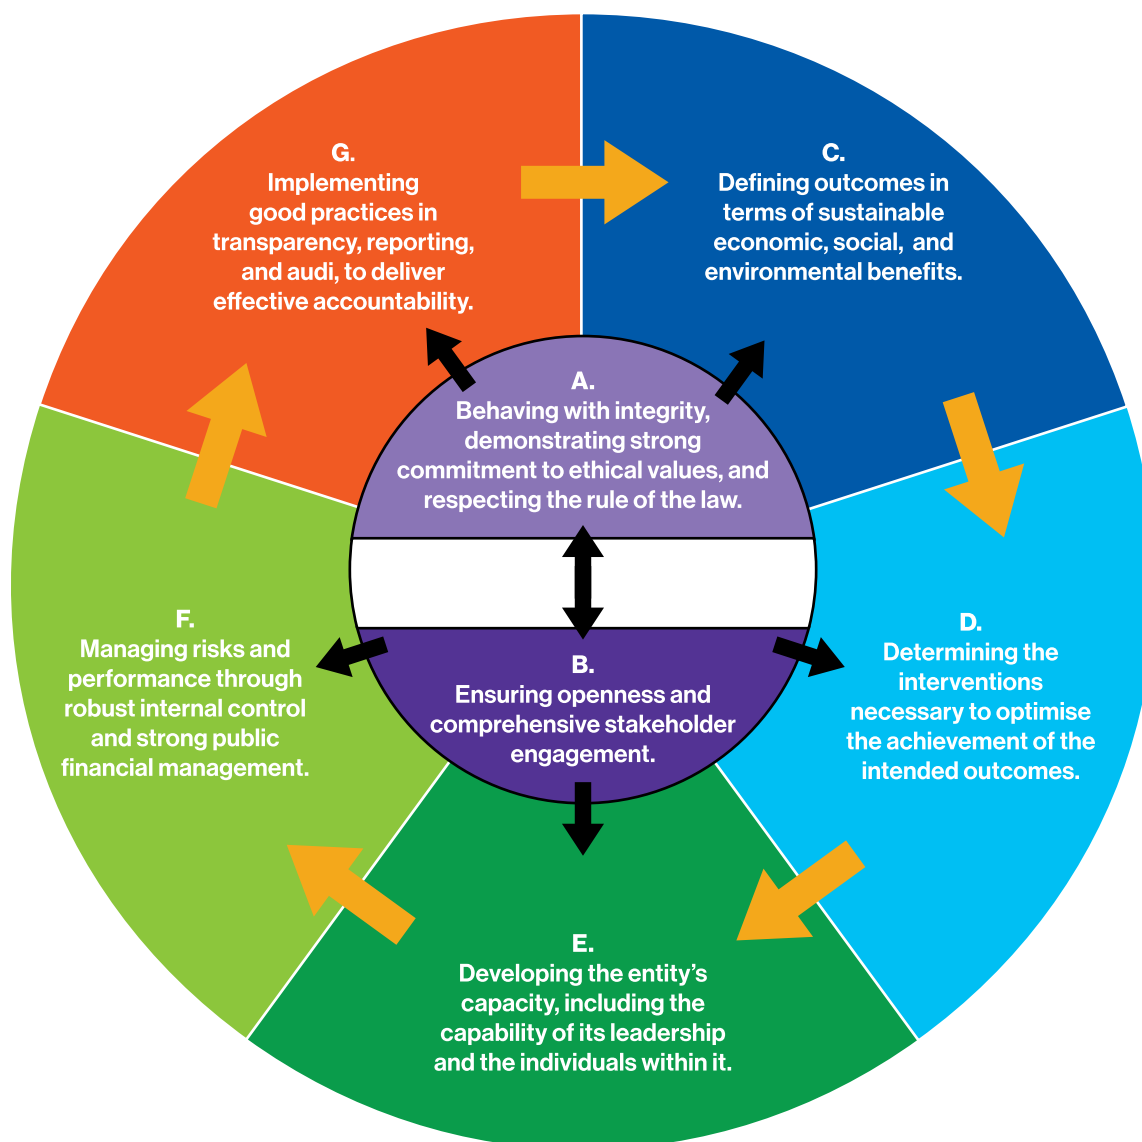 G.
Implementing
good practices in
transparency, reporting,
and audi, to deliver
effective accountability.
C.
Defining outcomes in
terms of sustainable
economic, social, and
environmental benefits.
A.
Behaving with integrity,
demonstrating strong
commitment to ethical values, and
respecting the rule of the law.
F.
Managing risks and
performance through
robust internal control
and strong public
financial management.
B.
Ensuring openness and
comprehensive stakeholder
engagement.
D.
Determining the
interventions
necessary to optimise
the achievement of the
intended outcomes.
E.
Developing the entity’s
capacity, including the
capability of its leadership
and the individuals within it.